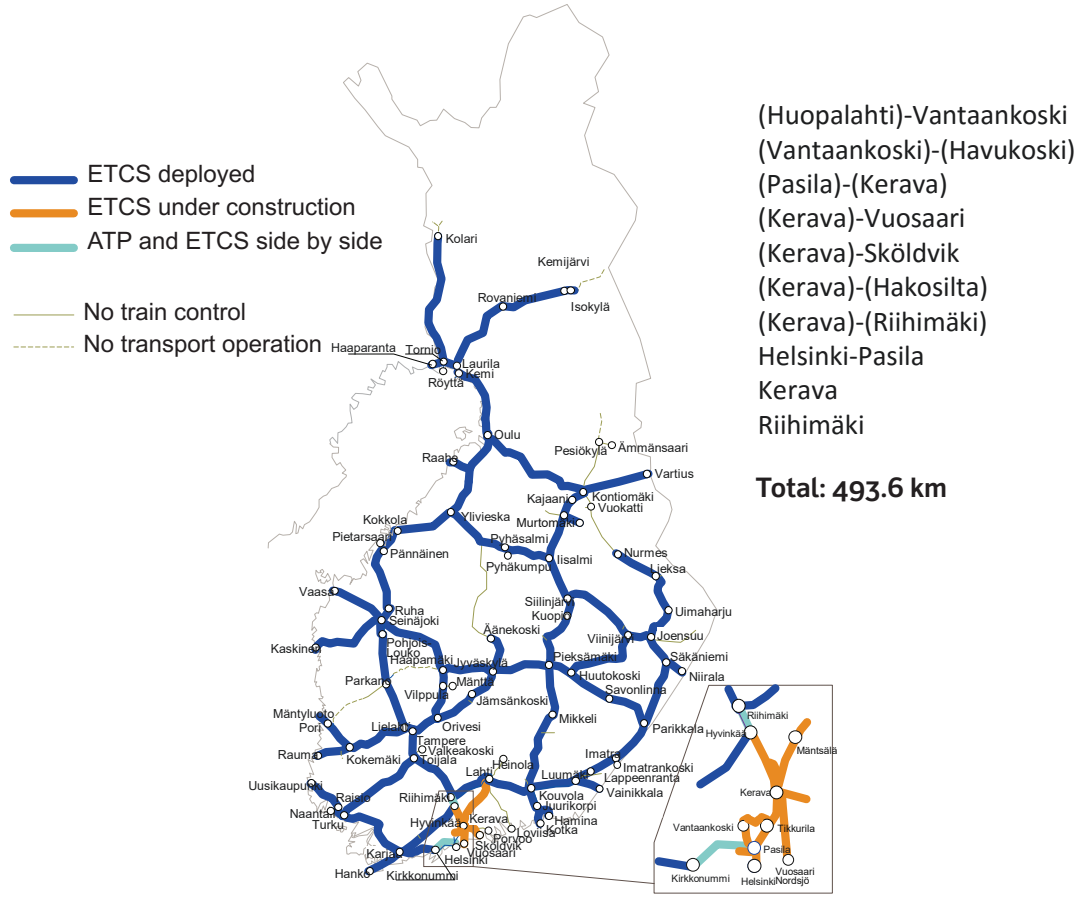 ETCS deployed
ETCS under construction
ATP and ETCS side by side
No train control
No transport operation
(Huopalahti)-Vantaankoski
(Vantaankoski)-(Havukoski)
(Pasila)-(Kerava)
(Kerava)-Vuosaari
(Kerava)-Sköldvik
(Kerava)-(Hakosilta)
(Kerava)-(Riihimäki)
Helsinki-Pasila
Kerava
Riihimäki
Total: 493.6 km
Kolari
Kemijärvi
Rovaniemi
Isokylä
Haaparanta
Tornio
Laurila
Kemi
Röyttä
Oulu
Pesiökylä
Ämmänsaari
Raahe
Vartius
Kajaani
Kontiomäki
Vuokatti
Ylivieska
Murtomäki
Kokkola
Pietarsaari
Pännäinen
Pyhäsalmi
Pyhäkumpu
Iisalmi
Nurmes
Lieksa
Vaasa
Ruha
Seinäjoki
Siilinjärvi
Kuopio
Uimaharju
Kaskinen
Pohjois-
Louko
Äänekoski
Viinijärvi
Joensuu
Haapamäki
Jyväskylä
Pieksämäki
Säkäniemi
Parkano
Vilppula
Mänttä
Huutokoski
Niirala
Jämsänkoski
Savonlinna
Mäntyluoto
Pori
Lielahti
Orivesi
Mikkeli
Parikkala
Tampere
Valkeakoski
Rauma
Kokemäki
Toijala
Heinola
Imatra
Imatrankoski
Uusikaupunki
Lahti
Luumäki
Lappeenranta
Vainikkala
Raisio
Riihimäki
Kouvola
Juurikorpi
Naantali
Turku
Hyvinkää
Kerava
Porvoo
Loviisa
Hamina
Kotka
Sköldvik
Karjaa
Helsinki
Vuosaari
Hanko
Kirkkonummi
Riihimäki
Hyvinkää
Mäntsälä
Kerava
Vantaankoski
Tikkurila
Pasila
Kirkkonummi
Helsinki
Vuosaari
Nordsjö